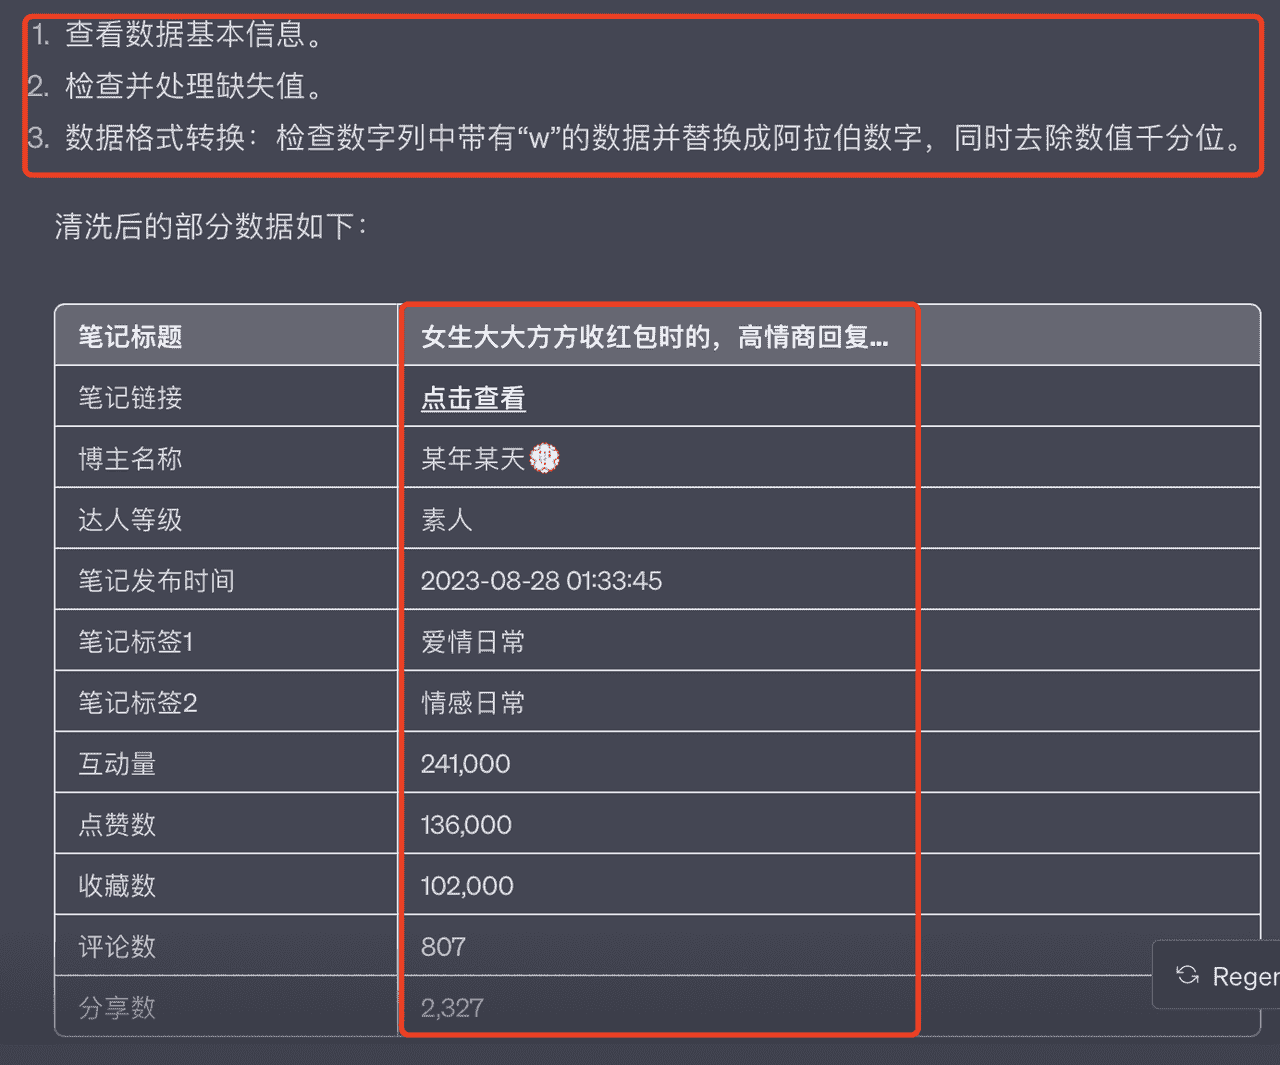 1. 查看数据基本信息。
2. 检查并处理缺失值。
3. 数据格式转换：检查数字列中带有“w”的数据并替换成阿拉伯数字，同时去除数值千分位。
清洗后的部分数据如下：
笔记标题 女生大大方方收红包时的，高情商回复...
笔记链接 点击查看
博主名称 某年某天
达人等级 素人
笔记发布时间 2023-08-28 01:33:45
笔记标签1 爱情日常
笔记标签2 情感日常
互动量 241,000
点赞数 136,000
收藏数 102,000
评论数 807
Regen
分享数 2,327